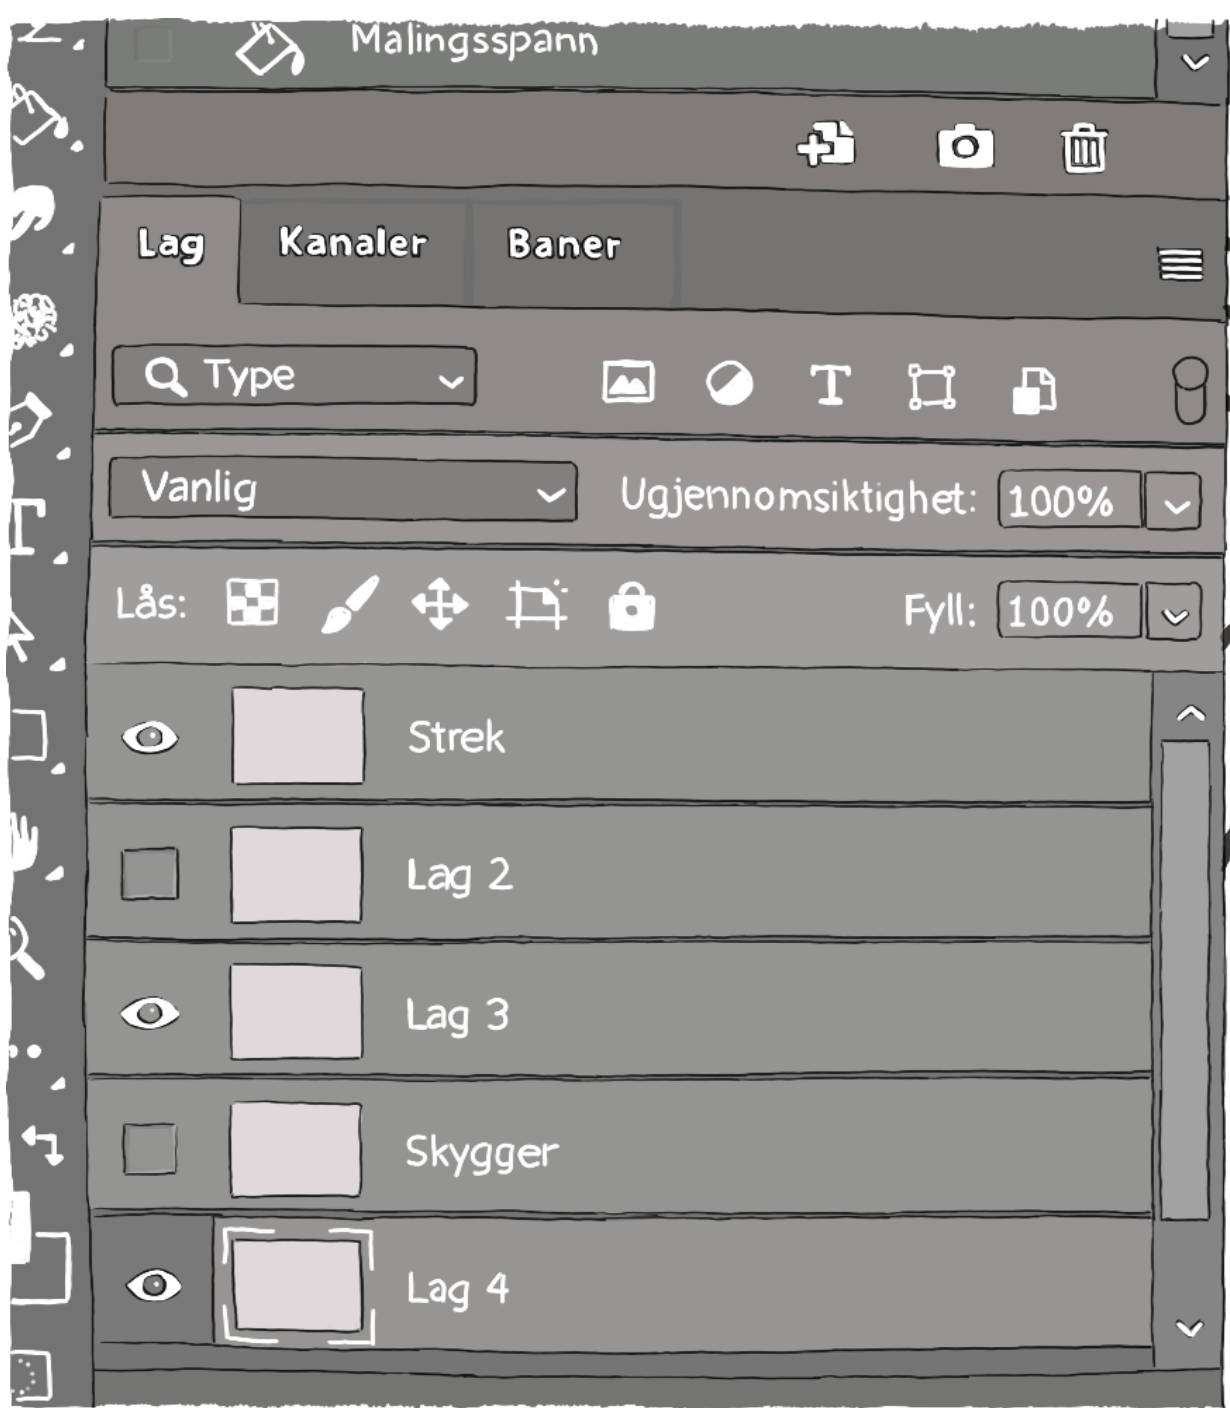 Malingsspann
Lag Kanaler Baner
Type T
Vanlig Ugjennomsiktighet: 100%
Lås: Fyll: 100%
Strek
Lag 2
Lag 3
Skygger
Lag 4